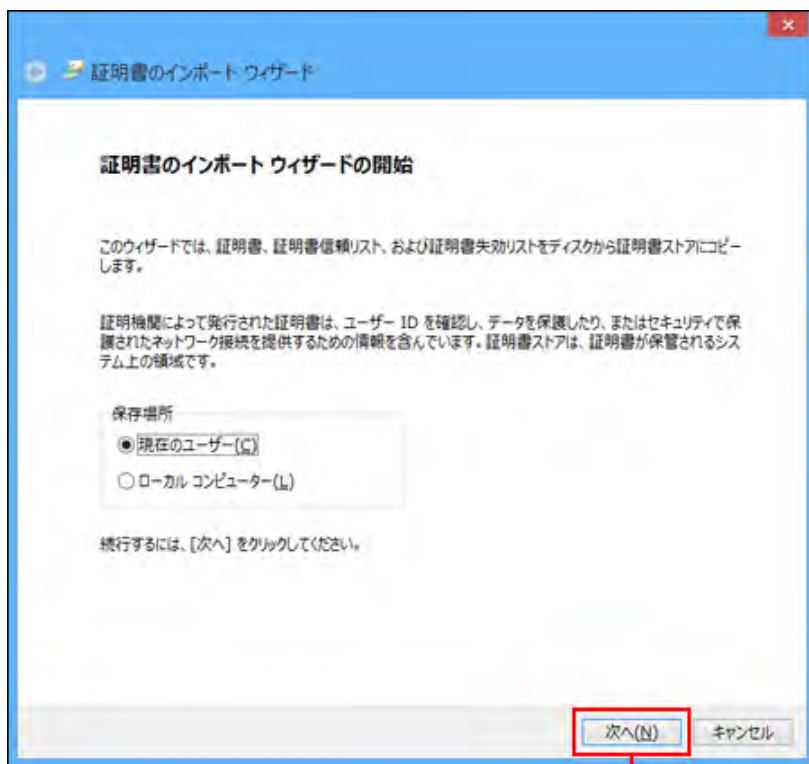 証明書のインポート ウィザード
証明書のインポート ウィザードの開始
このウィザードでは、証明書、証明書信頼リスト、および証明書失効リストをディスクから証明書ストアにコピー
します。
証明機関によって発行された証明書は、ユーザー ID を確認し、データを保護したり、またはセキュリティで保
護されたネットワーク接続を提供するための情報を含んでいます。証明書ストアは、証明書が保管されるシス
テム上の領域です。
保存場所
現在のユーザー(C)
ローカル コンピューター(L)
続行するには、[次へ] をクリックしてください。
次へ(N) キャンセル